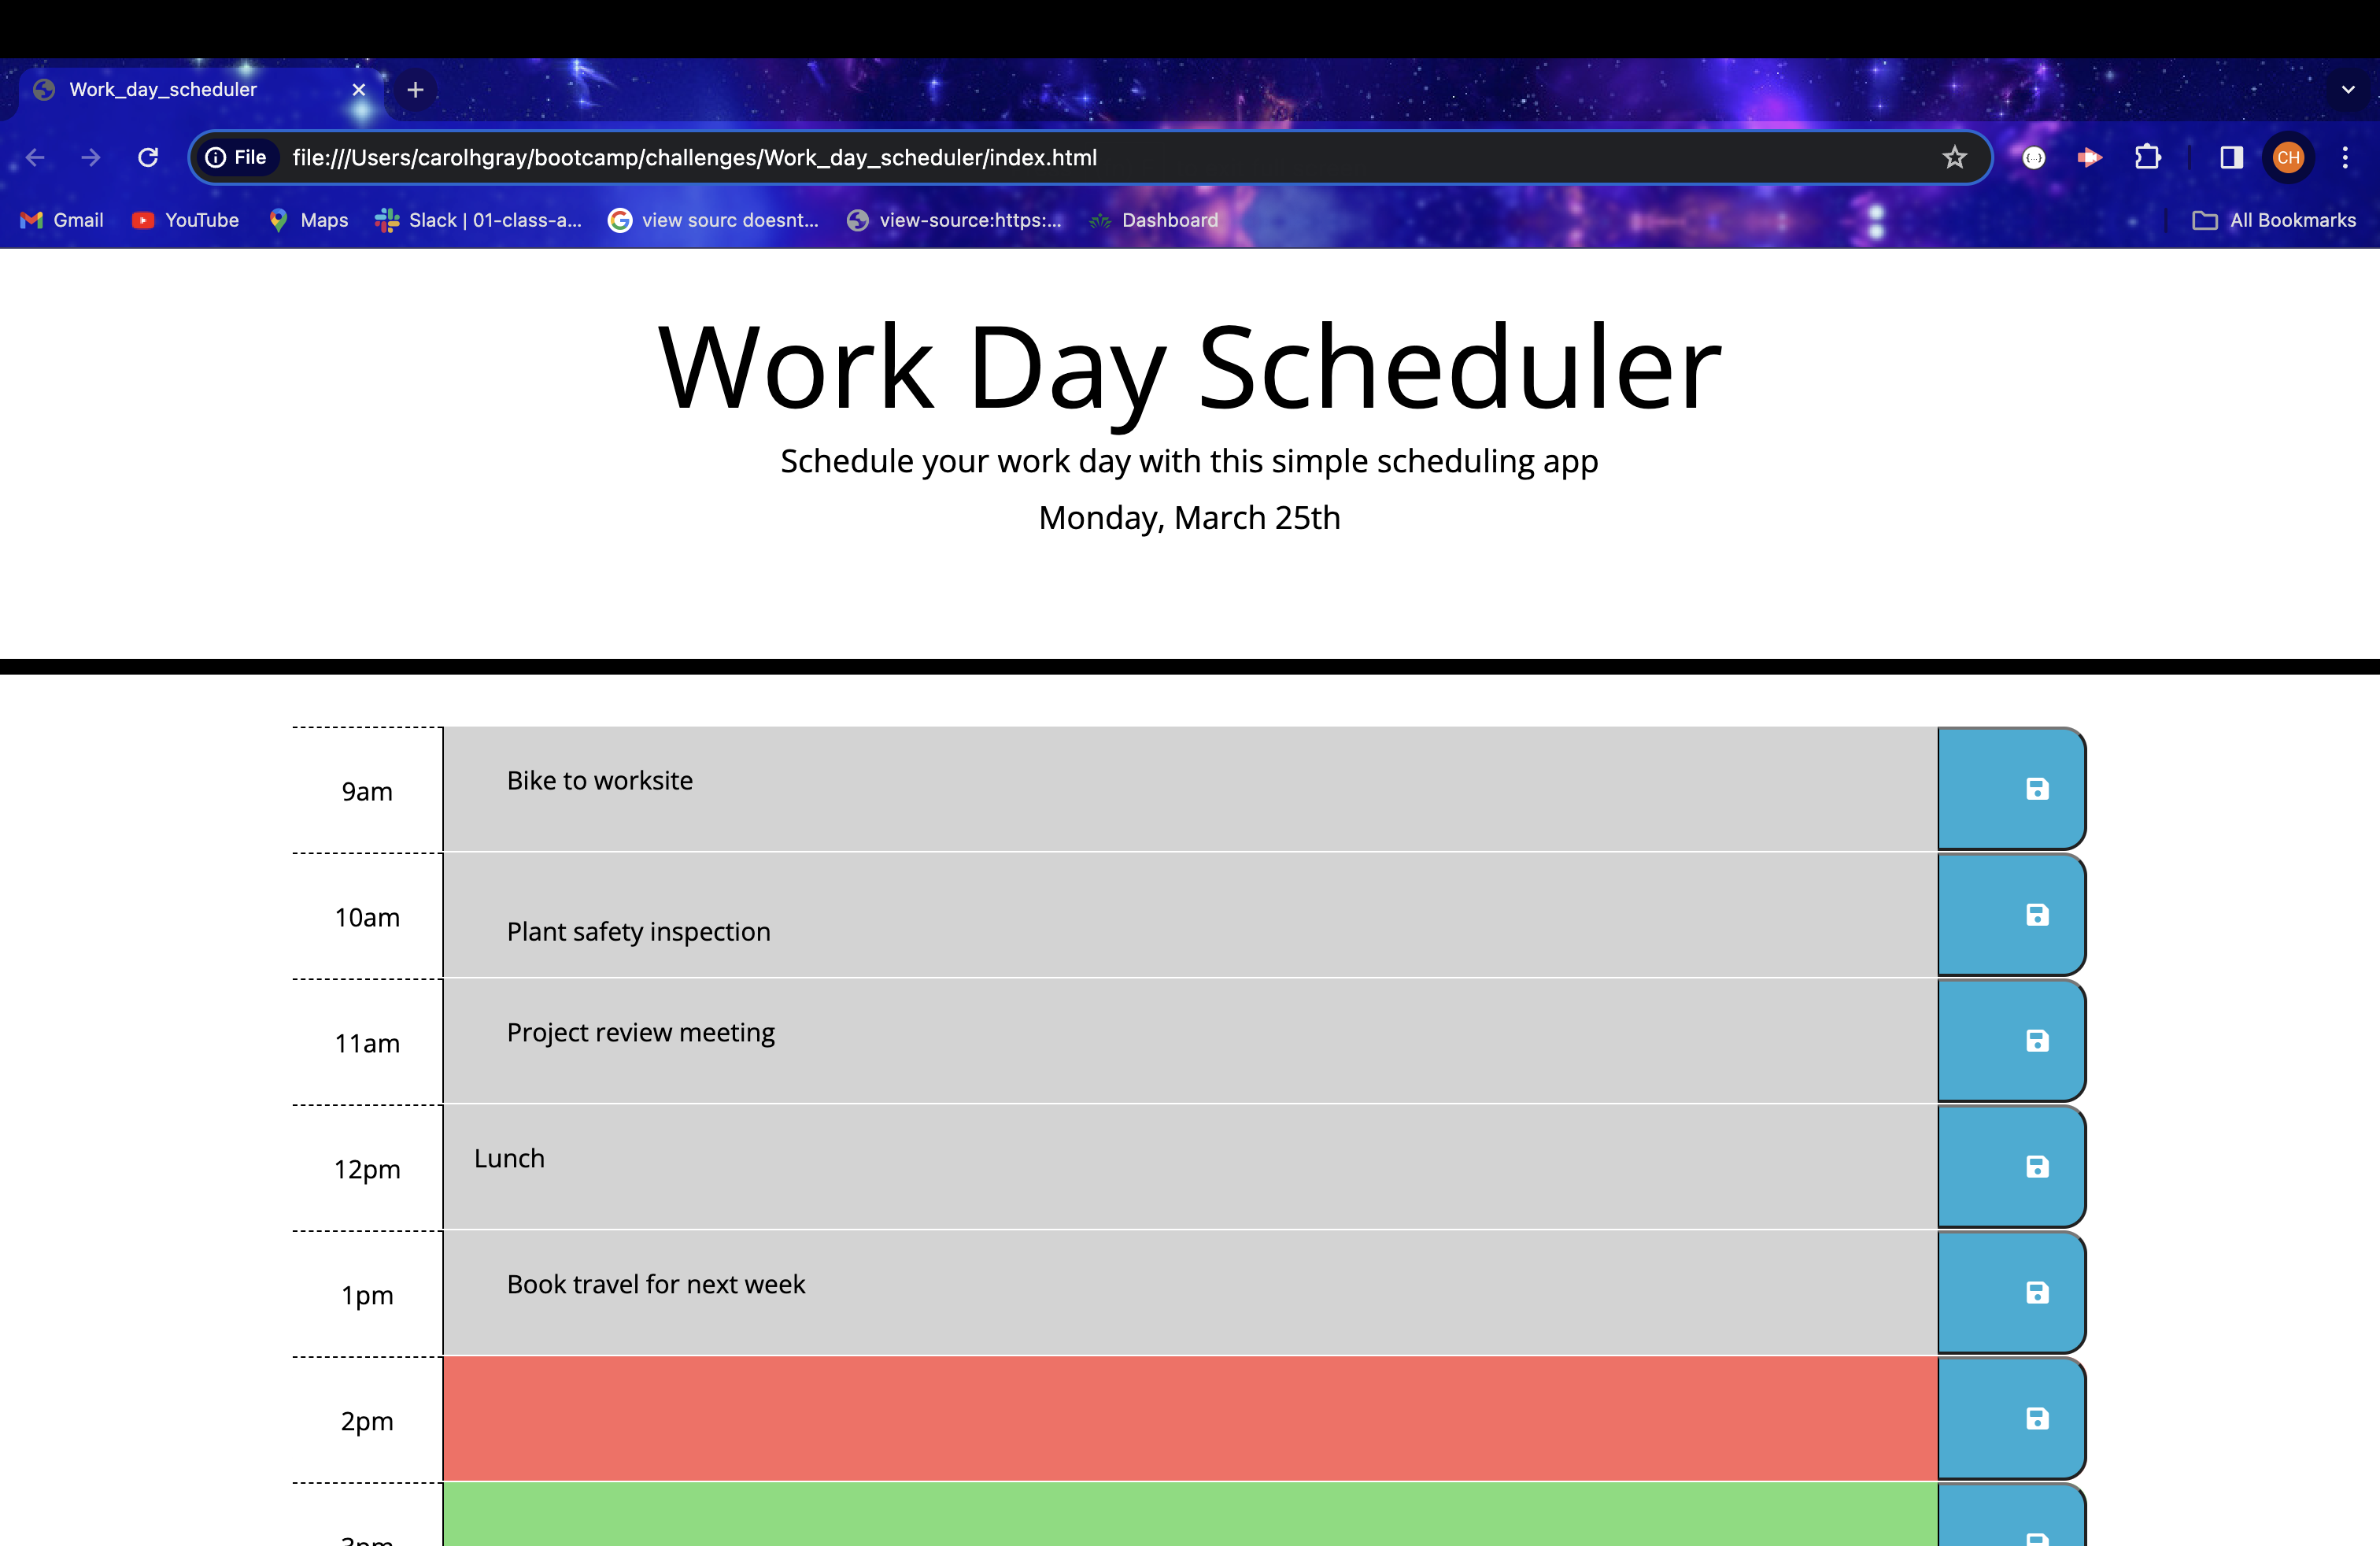 Work_day_scheduler
File file:///Users/carolhgray/bootcamp/challenges/Work_day_scheduler/index.html
CH
Gmail YouTube Maps Slack | 01-class-a... view sourc doesnt... view-source:https:... Dashboard All Bookmarks
Work Day Scheduler
Schedule your work day with this simple scheduling app
Monday, March 25th
9am Bike to worksite
10am Plant safety inspection
11am Project review meeting
12pm Lunch
1pm Book travel for next week
2pm
3pm